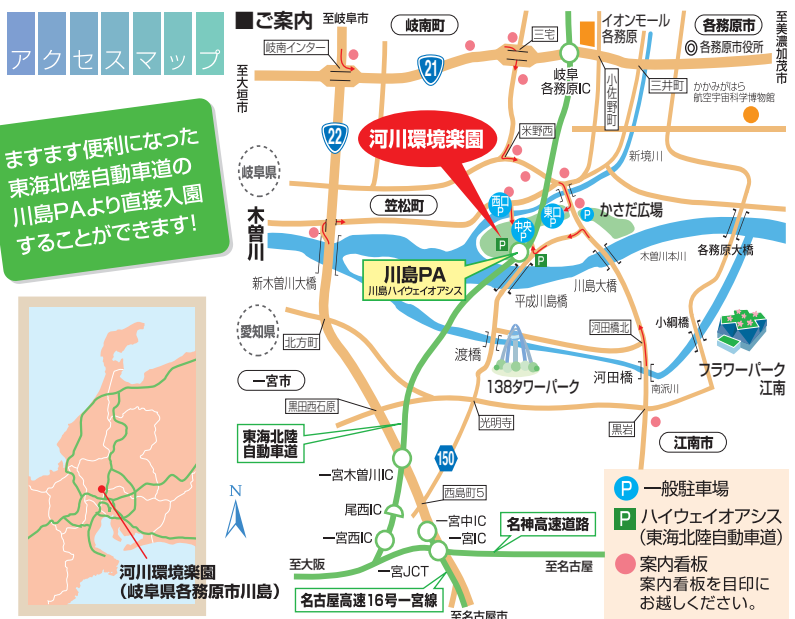 アクセスマップ
ますます便利になった
東海北陸自動車道の
川島PAより直接入園
することができます!
■ご案内
至岐阜市
岐南インター
岐南町
三宅
イオンモール
各務原
各務原市
◎各務原市役所
至美濃加茂市
至大垣市
21
岐阜
各務原IC
小佐野町
三井町
かかみがはら
航空宇宙科学博物館
22
米野西
河川環境楽園
新境川
岐阜県
笠松町
西口
P
中央
P
東口
P
P
かさだ広場
木曽川
P
P
川島PA
川島ハイウェイオアシス
新木曽川大橋
平成川島橋
川島大橋
木曽川本川
各務原大橋
愛知県
北方町
渡橋
138タワーパーク
河田橋北
小網橋
河田橋
南派川
フラワーパーク
江南
一宮市
黒田西石原
光明寺
黒岩
江南市
東海北陸
自動車道
一宮木曽川IC
150
尾西IC
西島町5
一宮西IC
一宮中IC
一宮IC
名神高速道路
至大阪
一宮JCT
至名古屋
名古屋高速16号一宮線
至名古屋市
N
河川環境楽園
(岐阜県各務原市川島)
P 一般駐車場
P ハイウェイオアシス
(東海北陸自動車道)
案内看板
案内看板を目印に
お越しください。